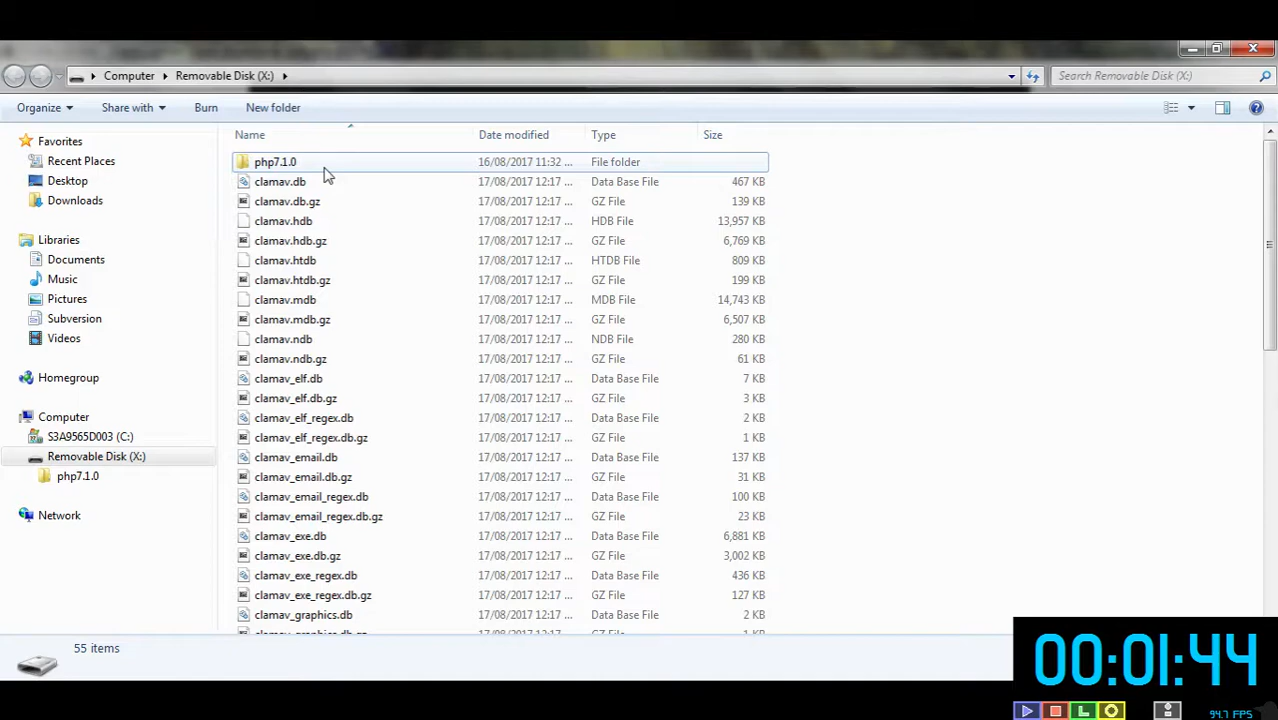 Computer Removable Disk (X:) Search Removable Disk (X:)
Organize Share with Burn New folder
Name Date modified Type Size
Favorites
Recent Places
Desktop
Downloads
Libraries
Documents
Music
Pictures
Subversion
Videos
Homegroup
Computer
S3A9565D003 (C:)
Removable Disk (X:)
php7.1.0
Network
php7.1.0 16/08/2017 11:32 ... File folder
clamav.db 17/08/2017 12:17 ... Data Base File 467 KB
clamav.db.gz 17/08/2017 12:17 ... GZ File 139 KB
clamav.hdb 17/08/2017 12:17 ... HDB File 13,957 KB
clamav.hdb.gz 17/08/2017 12:17 ... GZ File 6,769 KB
clamav.htdb 17/08/2017 12:17 ... HTDB File 809 KB
clamav.htdb.gz 17/08/2017 12:17 ... GZ File 199 KB
clamav.mdb 17/08/2017 12:17 ... MDB File 14,743 KB
clamav.mdb.gz 17/08/2017 12:17 ... GZ File 6,507 KB
clamav.ndb 17/08/2017 12:17 ... NDB File 280 KB
clamav.ndb.gz 17/08/2017 12:17 ... GZ File 61 KB
clamav_elf.db 17/08/2017 12:17 ... Data Base File 7 KB
clamav_elf.db.gz 17/08/2017 12:17 ... GZ File 3 KB
clamav_elf_regex.db 17/08/2017 12:17 ... Data Base File 2 KB
clamav_elf_regex.db.gz 17/08/2017 12:17 ... GZ File 1 KB
clamav_email.db 17/08/2017 12:17 ... Data Base File 137 KB
clamav_email.db.gz 17/08/2017 12:17 ... GZ File 31 KB
clamav_email_regex.db 17/08/2017 12:17 ... Data Base File 100 KB
clamav_email_regex.db.gz 17/08/2017 12:17 ... GZ File 23 KB
clamav_exe.db 17/08/2017 12:17 ... Data Base File 6,881 KB
clamav_exe.db.gz 17/08/2017 12:17 ... GZ File 3,002 KB
clamav_exe_regex.db 17/08/2017 12:17 ... Data Base File 436 KB
clamav_exe_regex.db.gz 17/08/2017 12:17 ... GZ File 127 KB
clamav_graphics.db 17/08/2017 12:17 ... Data Base File 2 KB
clamav_graphics.db.gz 17/08/2017 12:17 ... GZ File 1 KB
55 items
00:01:44
94.7 FPS